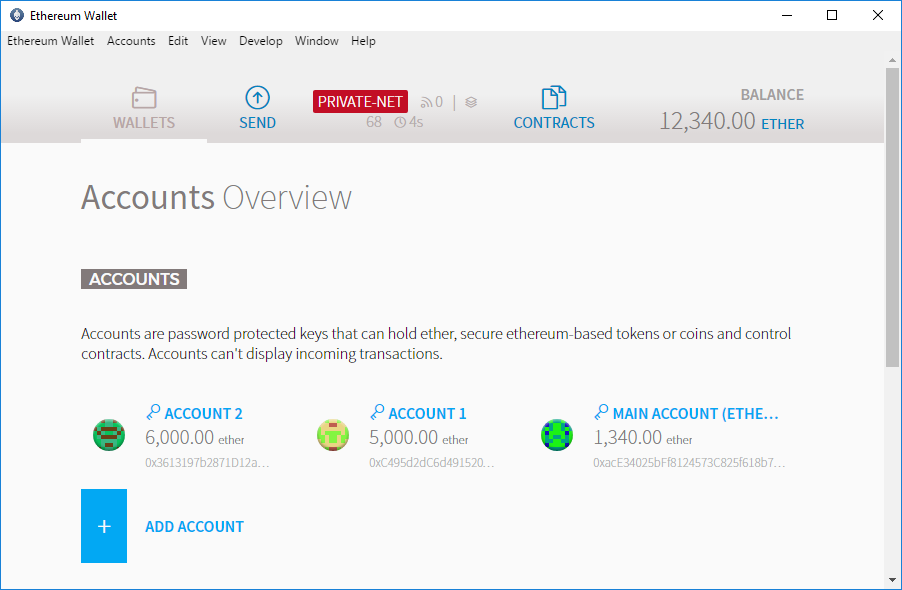 Ethereum Wallet
Ethereum Wallet Accounts Edit View Develop Window Help
WALLETS
SEND
PRIVATE-NET 0 |
68 4s
CONTRACTS
BALANCE
12,340.00 ETHER
Accounts Overview
ACCOUNTS
Accounts are password protected keys that can hold ether, secure ethereum-based tokens or coins and control
contracts. Accounts can't display incoming transactions.
ACCOUNT 2
6,000.00 ether
0x3613197b2871D12a…
ACCOUNT 1
5,000.00 ether
0xC495d2dC6d491520…
MAIN ACCOUNT (ETHE…
1,340.00 ether
0xacE34025bFf8124573C825f618b7…
+ ADD ACCOUNT